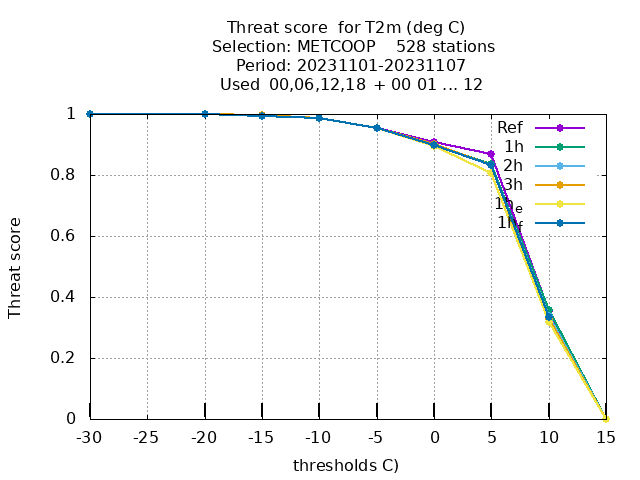 Threat score  for T2m (deg C)
Selection: METCOOP    528 stations
Period: 20231101-20231107
Used  00,06,12,18  + 00 01 ... 12
Threat score
1
0.8
0.6
0.4
0.2
0
-30 -25 -20 -15 -10 -5 0 5 10 15
thresholds C)
Ref
1h
2h
3h
1h_e
1h_f